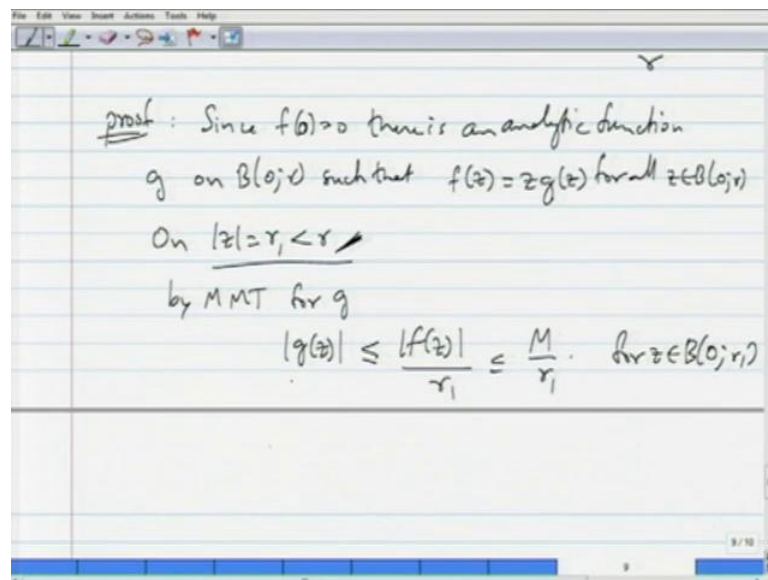 File Edit View Insert Actions Tools Help
r
proof : Since f(0)=0 there is an analytic function
g on B(0;r) such that f(z) = zg(z) for all z∈B(0;r)
On |z|=r₁<r
by MMT for g
|g(z)| ≤ |f(z)|/r₁ ≤ M/r₁. for z∈B(0;r₁)
9/10
9